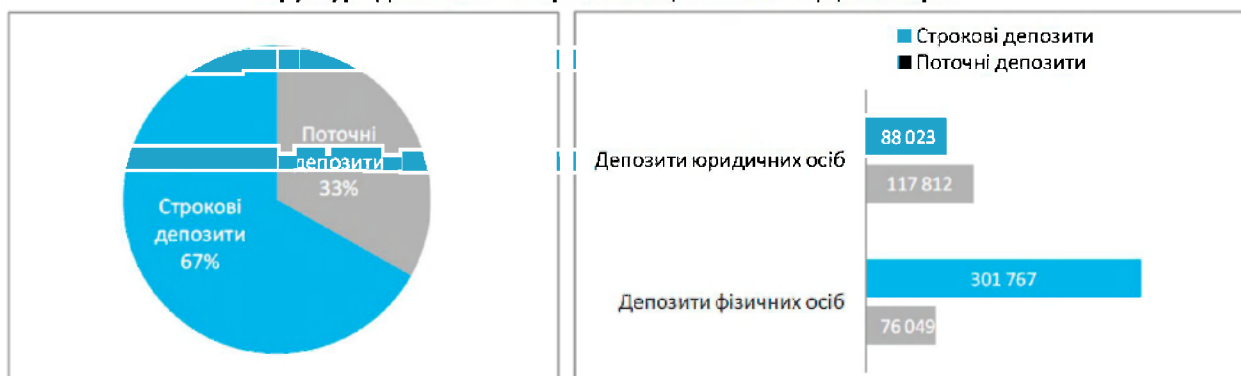 Поточні
депозити
33%
Строкові
депозити
67%
Строкові депозити
Поточні депозити
Депозити юридичних осіб
88 023
117 812
Депозити фізичних осіб
301 767
76 049